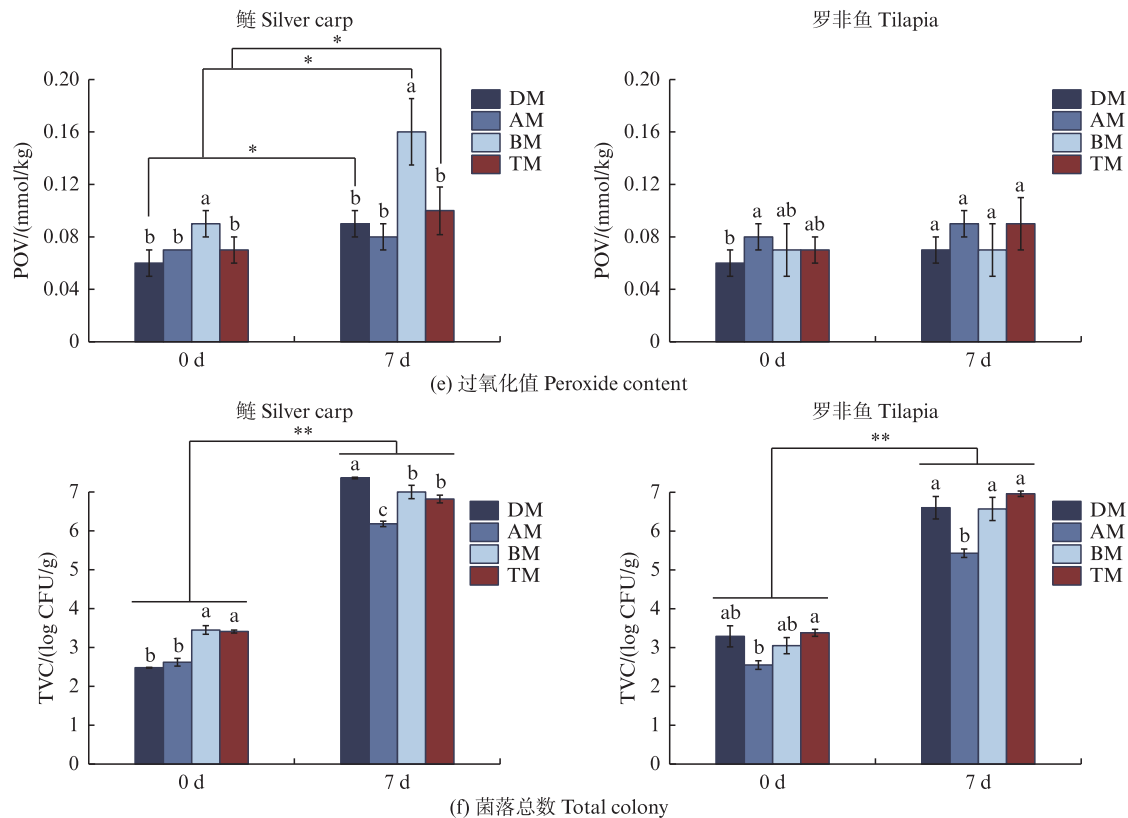 鲢 Silver carp
*
*
*
0.20
0.16
0.12
0.08
0.04
0
POV/(mmol/kg)
b
b
a
b
b
b
a
b
DM
AM
BM
TM
0 d
7 d
罗非鱼 Tilapia
0.20
0.16
0.12
0.08
0.04
0
POV/(mmol/kg)
b
a
ab
ab
a
a
a
a
DM
AM
BM
TM
0 d
7 d
(e) 过氧化值 Peroxide content
鲢 Silver carp
**
7
6
5
4
3
2
1
0
TVC/(log CFU/g)
b
b
a
a
a
c
b
b
DM
AM
BM
TM
0 d
7 d
罗非鱼 Tilapia
**
7
6
5
4
3
2
1
0
TVC/(log CFU/g)
ab
b
ab
a
a
b
a
a
DM
AM
BM
TM
0 d
7 d
(f) 菌落总数 Total colony